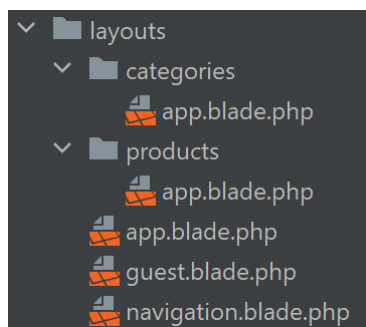 layouts
categories
app.blade.php
products
app.blade.php
app.blade.php
guest.blade.php
navigation.blade.php